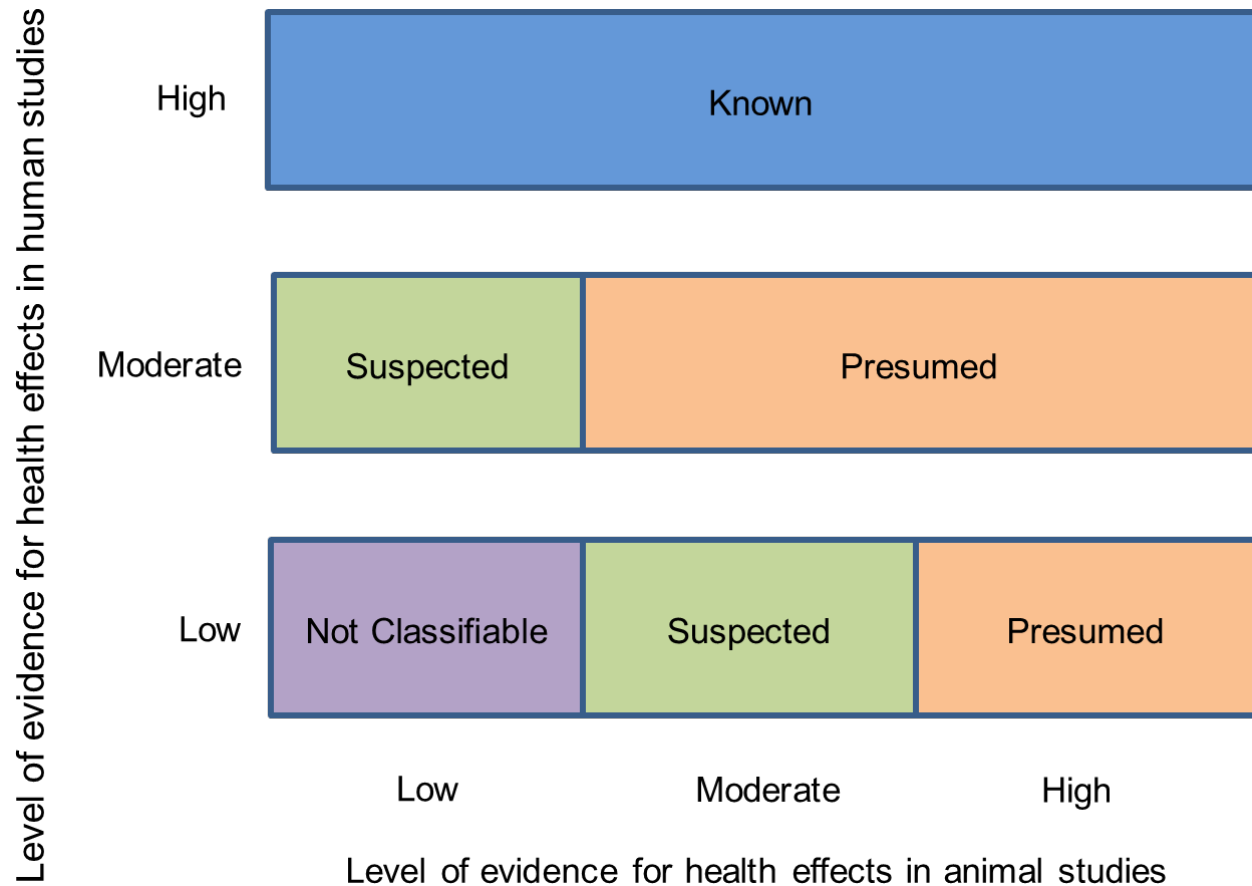 Level of evidence for health effects in human studies
High
Known
Moderate
Suspected
Presumed
Low
Not Classifiable
Suspected
Presumed
Low
Moderate
High
Level of evidence for health effects in animal studies